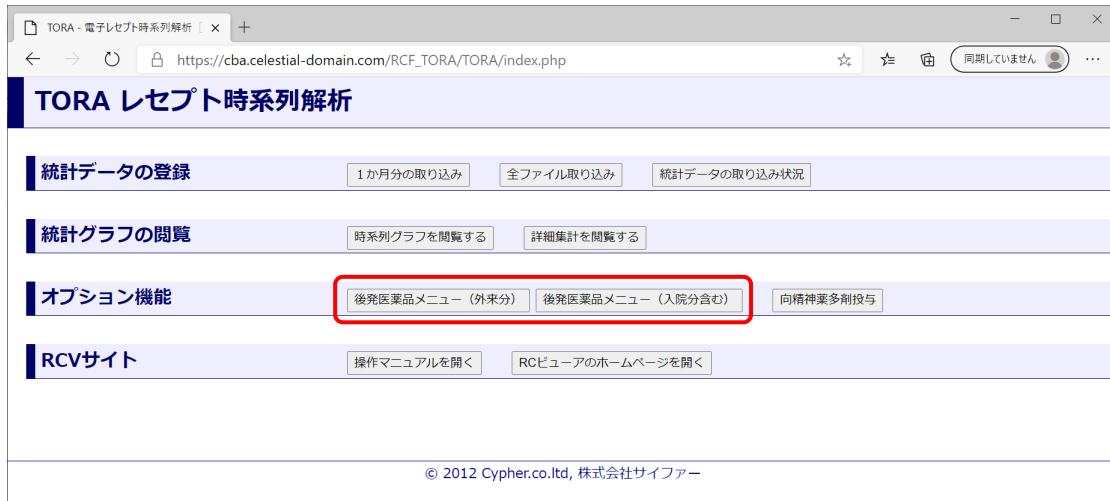 TORA - 電子レセプト時系列解析 [
https://cba.celestial-domain.com/RCF_TORA/TORA/index.php 同期していません
TORA レセプト時系列解析
統計データの登録 1か月分の取り込み 全ファイル取り込み 統計データの取り込み状況
統計グラフの閲覧 時系列グラフを閲覧する 詳細集計を閲覧する
オプション機能 後発医薬品メニュー（外来分） 後発医薬品メニュー（入院分含む） 向精神薬多剤投与
RCVサイト 操作マニュアルを開く RCビューアのホームページを開く
© 2012 Cypher.co.ltd, 株式会社サイファー